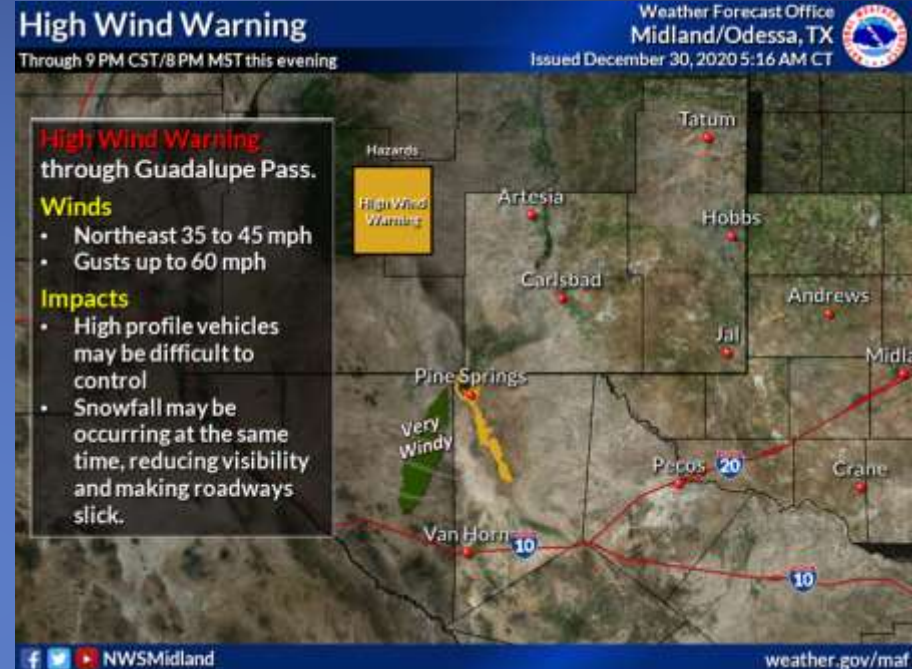 High Wind Warning
Through 9 PM CST/8 PM MST this evening
Weather Forecast Office
Midland/Odessa, TX
Issued December 30, 2020 5:16 AM CT
High Wind Warning
through Guadalupe Pass.
Winds
• Northeast 35 to 45 mph
• Gusts up to 60 mph
Impacts
• High profile vehicles
may be difficult to
control
• Snowfall may be
occurring at the same
time, reducing visibility
and making roadways
slick.
Hazards
High Wind
Warning
Tatum
Artesia
Hobbs
Carlsbad
Andrews
Jal
Midla
Pine Springs
Very
Windy
Pecos
20
Crane
Van Horn
10
10
NWSMidland
weather.gov/maf